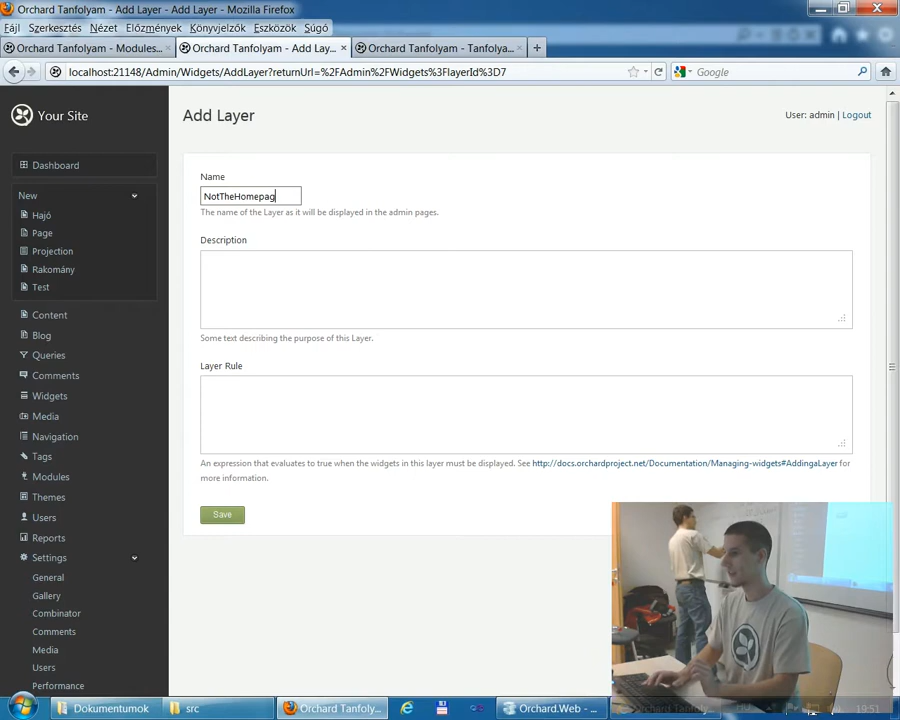 Orchard Tanfolyam - Add Layer - Add Layer - Mozilla Firefox
Fájl Szerkesztés Nézet Előzmények Könyvjelzők Eszközök Súgó
Orchard Tanfolyam - Modules... × Orchard Tanfolyam - Add Lay... × Orchard Tanfolyam - Tanfolya... × +
localhost:21148/Admin/Widgets/AddLayer?returnUrl=%2FAdmin%2FWidgets%3FlayerId%3D7 Google
Your Site
Add Layer
User: admin | Logout
Dashboard
New
Hajó
Page
Projection
Rakomány
Test
Content
Blog
Queries
Comments
Widgets
Media
Navigation
Tags
Modules
Themes
Users
Reports
Settings
General
Gallery
Combinator
Comments
Media
Users
Performance
Name
NotTheHomepag
The name of the Layer as it will be displayed in the admin pages.
Description
Some text describing the purpose of this Layer.
Layer Rule
An expression that evaluates to true when the widgets in this layer must be displayed. See http://docs.orchardproject.net/Documentation/Managing-widgets#AddingaLayer for
more information.
Save
Dokumentumok src Orchard Tanfoly... Orchard.Web - ... HU 19:51